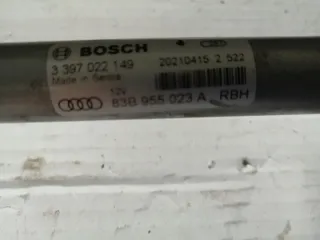 BOSCH
3 397 022 149 20210415 2 522
Made in Serbia
12V
83B 955 023 A RBH